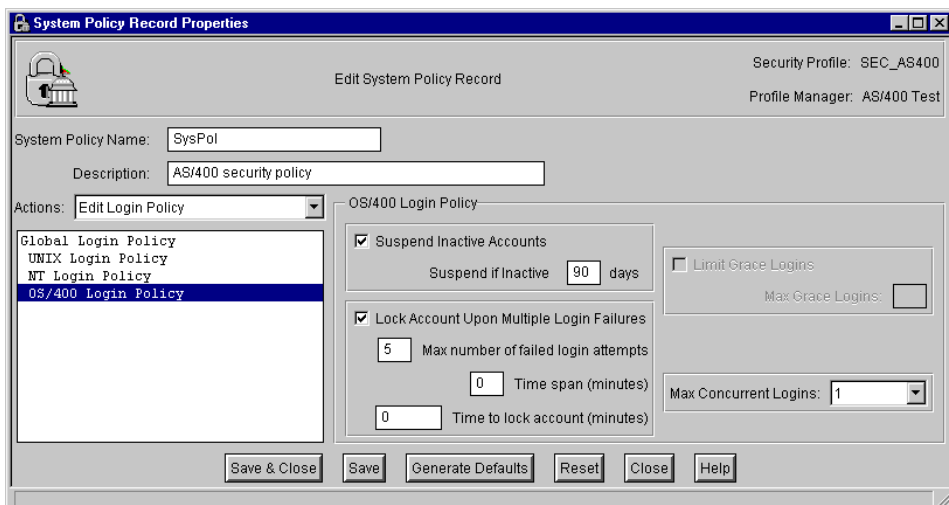 System Policy Record Properties
Edit System Policy Record
Security Profile: SEC_AS400
Profile Manager: AS/400 Test
System Policy Name: SysPol
Description: AS/400 security policy
Actions: Edit Login Policy
Global Login Policy
UNIX Login Policy
NT Login Policy
OS/400 Login Policy
OS/400 Login Policy
Suspend Inactive Accounts
Suspend if Inactive 90 days
Lock Account Upon Multiple Login Failures
5 Max number of failed login attempts
0 Time span (minutes)
0 Time to lock account (minutes)
Limit Grace Logins
Max Grace Logins:
Max Concurrent Logins: 1
Save & Close Save Generate Defaults Reset Close Help